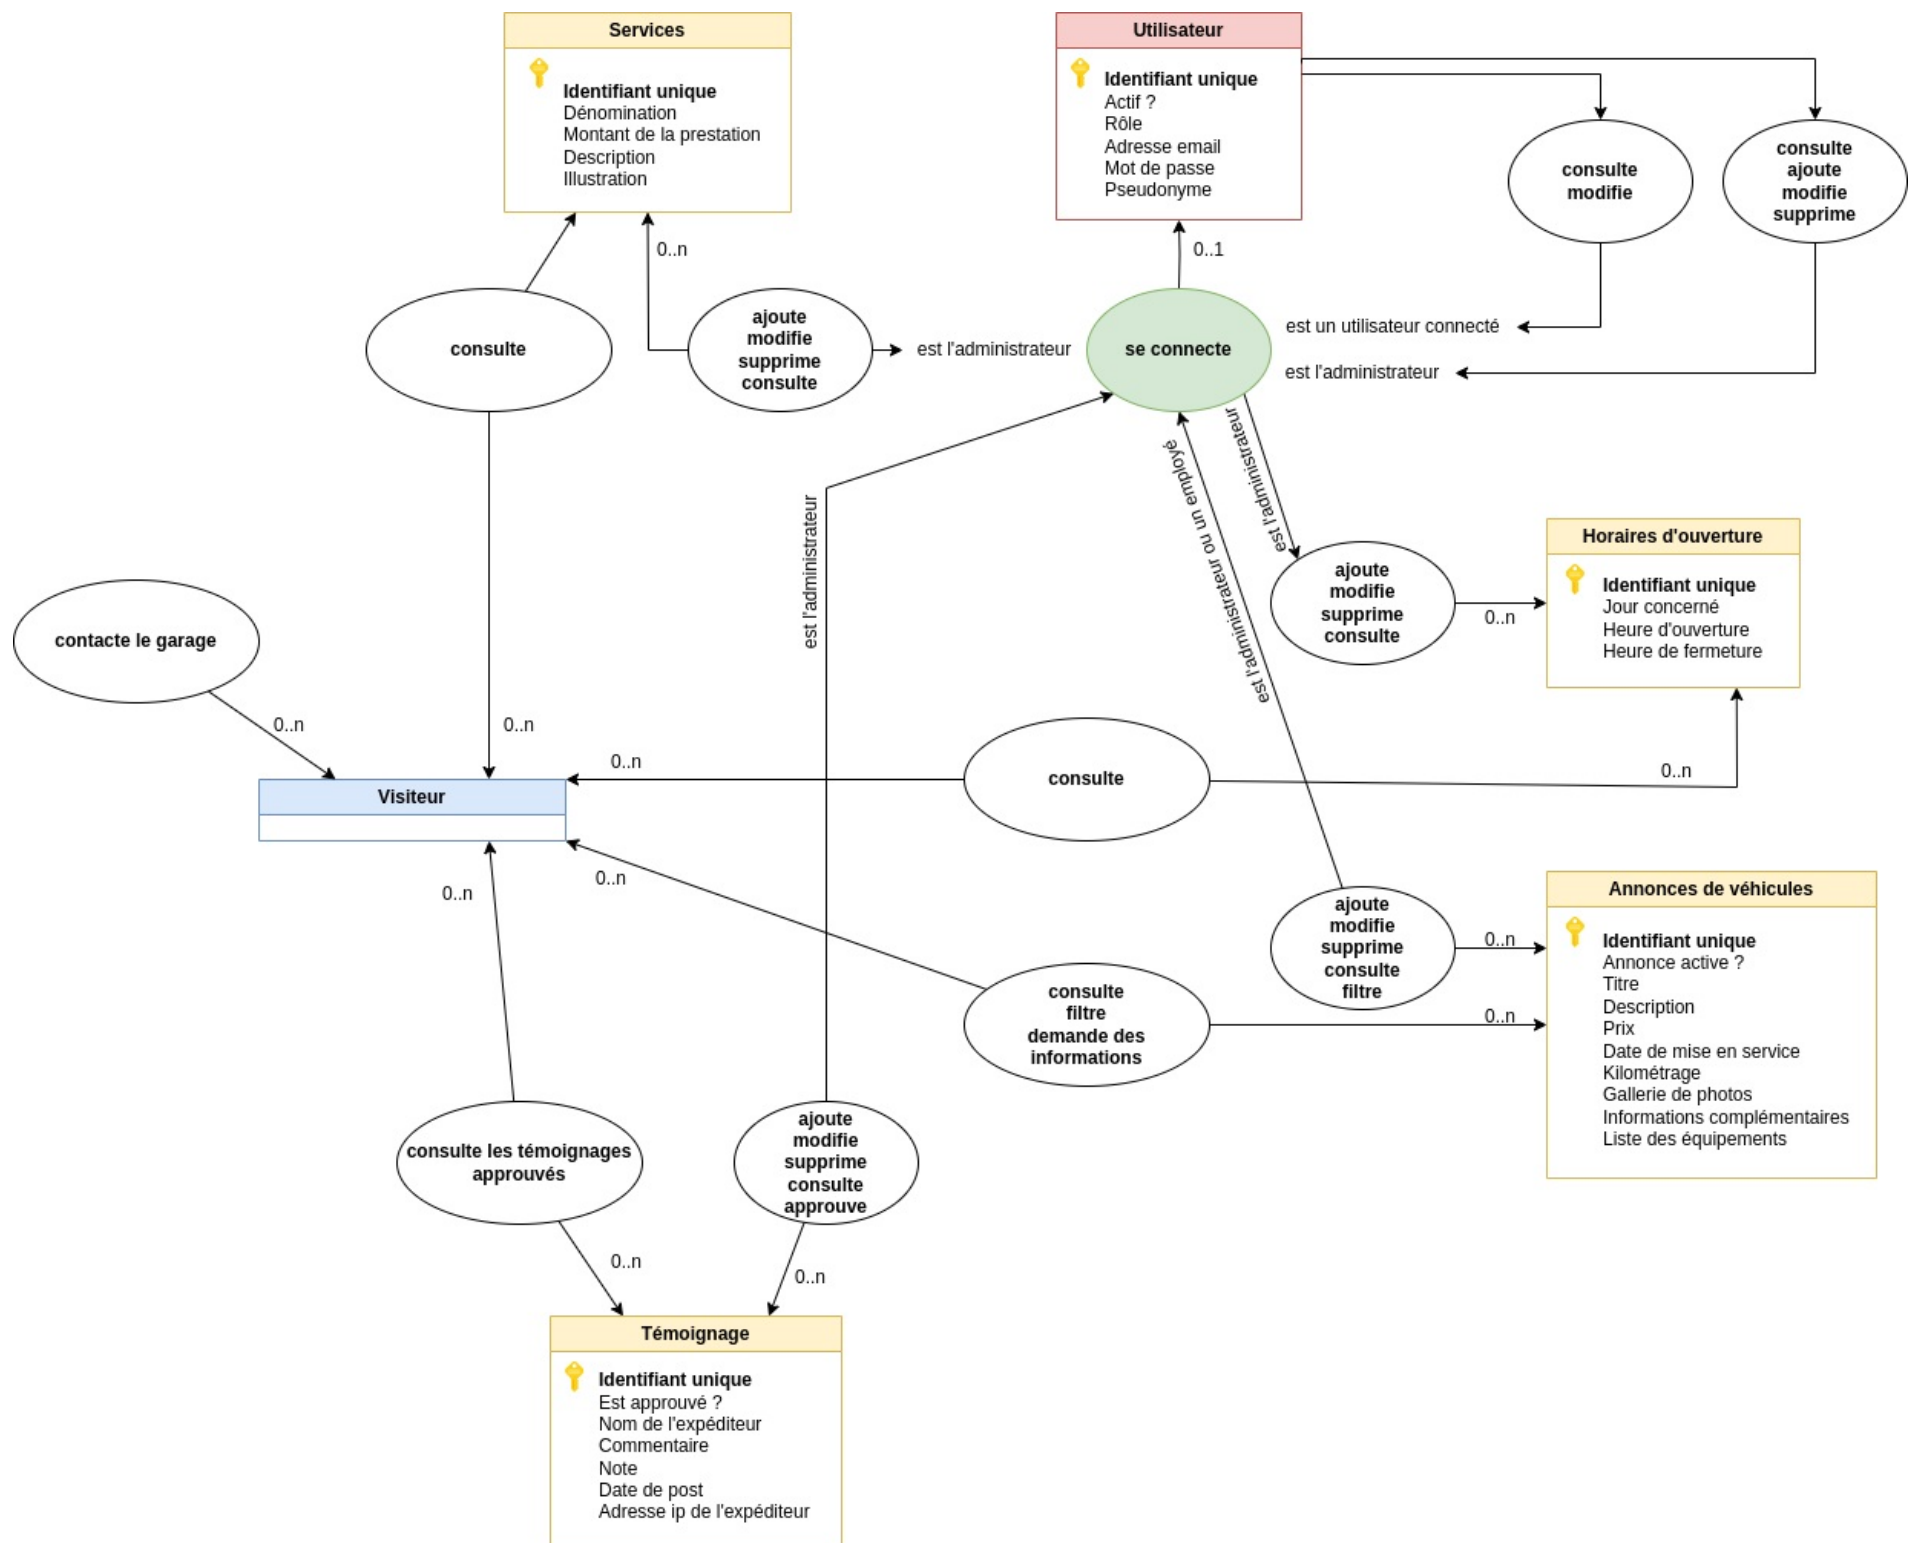 Services
Identifiant unique
Dénomination
Montant de la prestation
Description
Illustration
Utilisateur
Identifiant unique
Actif ?
Rôle
Adresse email
Mot de passe
Pseudonyme
consulte
modifie
consulte
ajoute
modifie
supprime
0..n
0..1
consulte
ajoute
modifie
supprime
consulte
est l'administrateur
se connecte
est un utilisateur connecté
est l'administrateur
est l'administrateur
est l'administrateur ou un employé
est l'administrateur
ajoute
modifie
supprime
consulte
0..n
Horaires d'ouverture
Identifiant unique
Jour concerné
Heure d'ouverture
Heure de fermeture
contacte le garage
0..n
0..n
Visiteur
0..n
consulte
0..n
0..n
0..n
ajoute
modifie
supprime
consulte
filtre
0..n
consulte
filtre
demande des
informations
0..n
Annonces de véhicules
Identifiant unique
Annonce active ?
Titre
Description
Prix
Date de mise en service
Kilométrage
Gallerie de photos
Informations complémentaires
Liste des équipements
consulte les témoignages
approuvés
ajoute
modifie
supprime
consulte
approuve
0..n
0..n
Témoignage
Identifiant unique
Est approuvé ?
Nom de l'expéditeur
Commentaire
Note
Date de post
Adresse ip de l'expéditeur